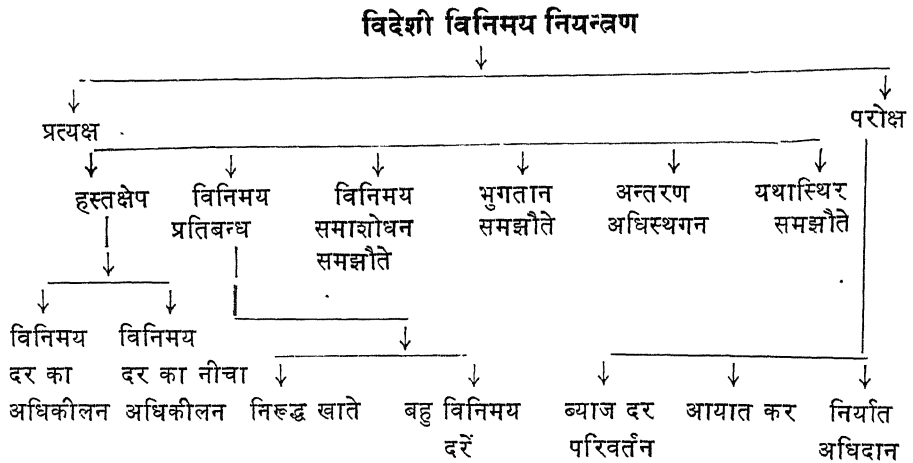 विदेशी विनिमय नियन्त्रण
प्रत्यक्ष
परोक्ष
हस्तक्षेप
विनिमय
प्रतिबन्ध
विनिमय
समाशोधन
समझौते
भुगतान
समझौते
अन्तरण
अधिस्थगन
यथास्थिर
समझौते
विनिमय
दर का
अधिकीलन
विनिमय
दर का नीचा
अधिकीलन
निरूद्ध खाते
बहु विनिमय
दरें
ब्याज दर
परिवर्तन
आयात कर
निर्यात
अधिदान